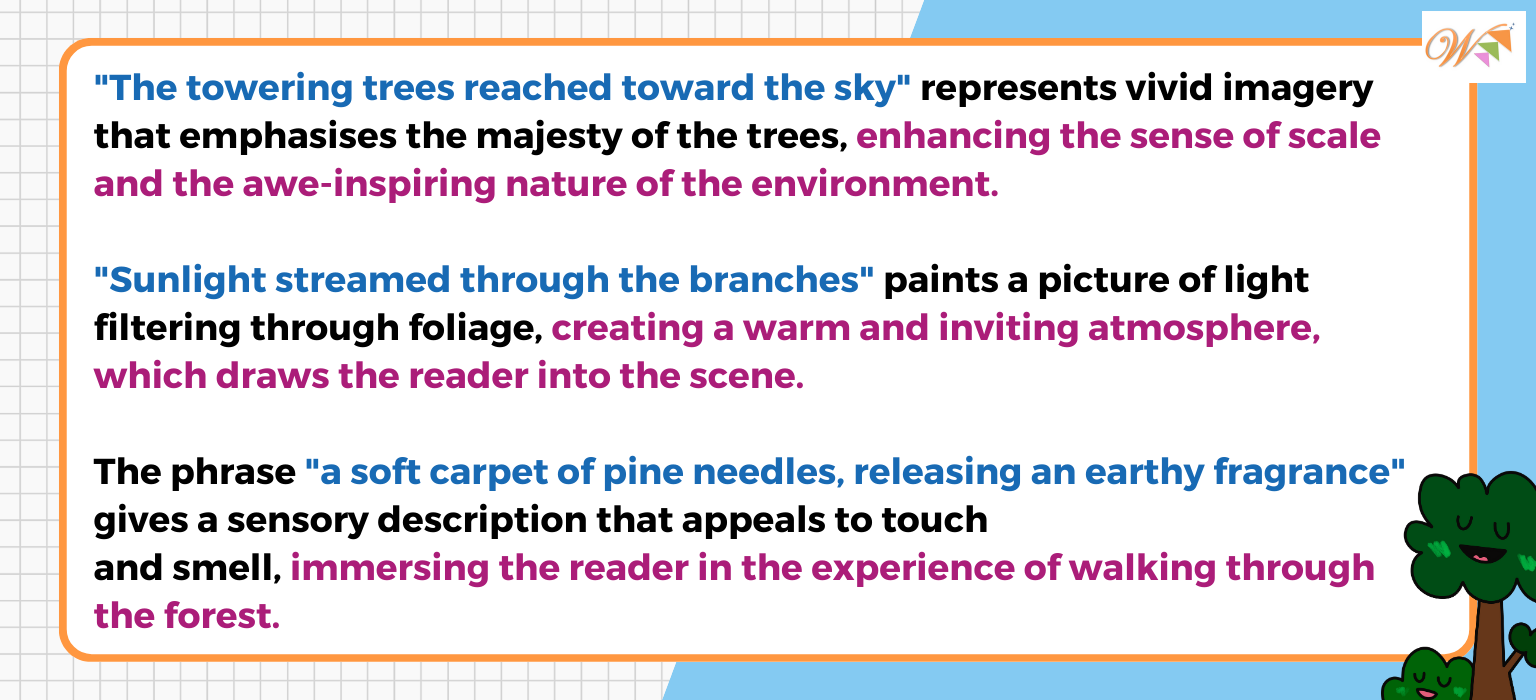 "The towering trees reached toward the sky" represents vivid imagery
that emphasises the majesty of the trees, enhancing the sense of scale
and the awe-inspiring nature of the environment.
"Sunlight streamed through the branches" paints a picture of light
filtering through foliage, creating a warm and inviting atmosphere,
which draws the reader into the scene.
The phrase "a soft carpet of pine needles, releasing an earthy fragrance"
gives a sensory description that appeals to touch
and smell, immersing the reader in the experience of walking through
the forest.
W